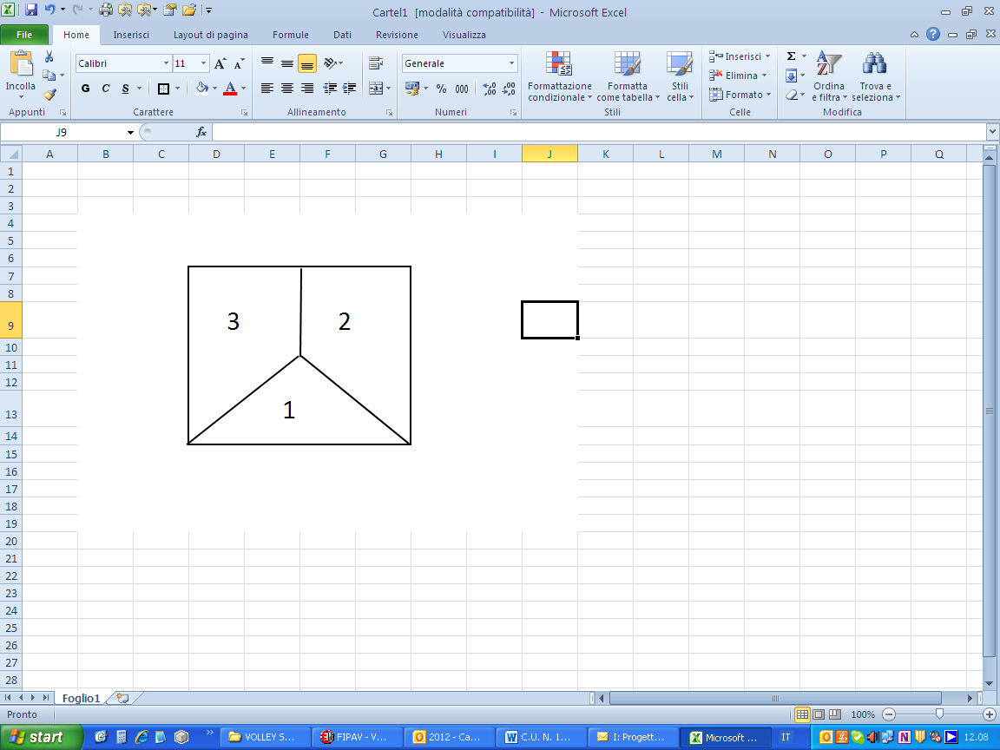 Cartel1  [modalità compatibilità]  -  Microsoft Excel
File Home Inserisci Layout di pagina Formule Dati Revisione Visualizza
Incolla
Calibri 11
G C S
Generale
% 000
Formattazione condizionale
Formatta come tabella
Stili cella
Inserisci
Elimina
Formato
Σ
Ordina e filtra
Trova e seleziona
Appunti Carattere Allineamento Numeri Stili Celle Modifica
J9 fx
A B C D E F G H I J K L M N O P Q
1
2
3
4
5
6
7
8
9
10
11
12
13
14
15
16
17
18
19
20
21
22
23
24
25
26
27
28
3 2
1
Foglio1
Pronto 100%
start VOLLEY S... FIPAV - V... 2012 - Ca... C.U. N. 1... I: Progett... Microsoft ... IT 12.08